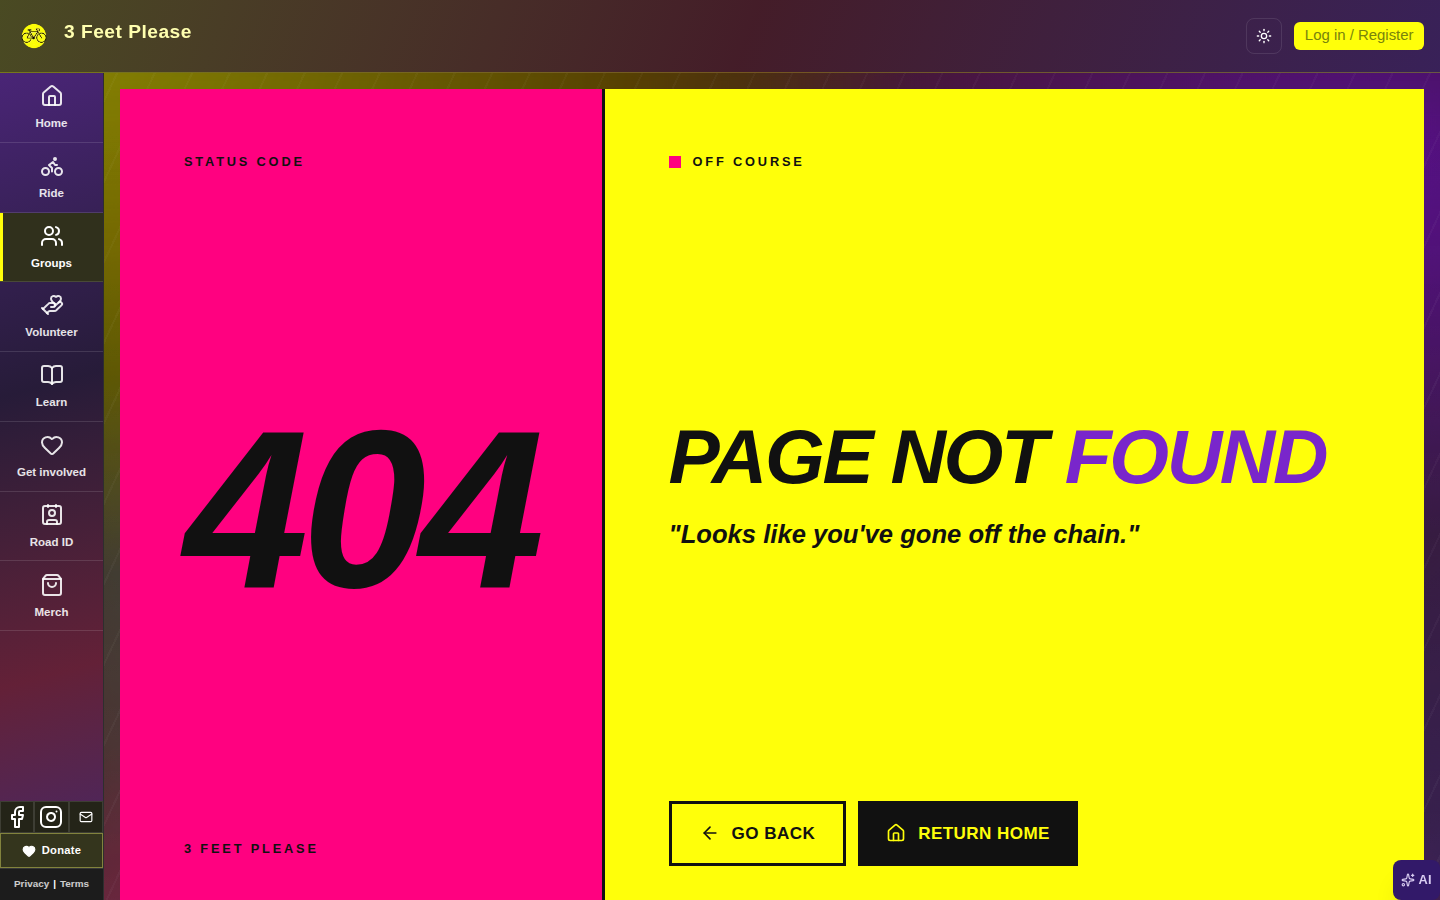 3 Feet Please
Log in / Register
Home
Ride
Groups
Volunteer
Learn
Get involved
Road ID
Merch
Donate
Privacy | Terms
STATUS CODE
404
3 FEET PLEASE
OFF COURSE
PAGE NOT FOUND
"Looks like you've gone off the chain."
GO BACK
RETURN HOME
AI